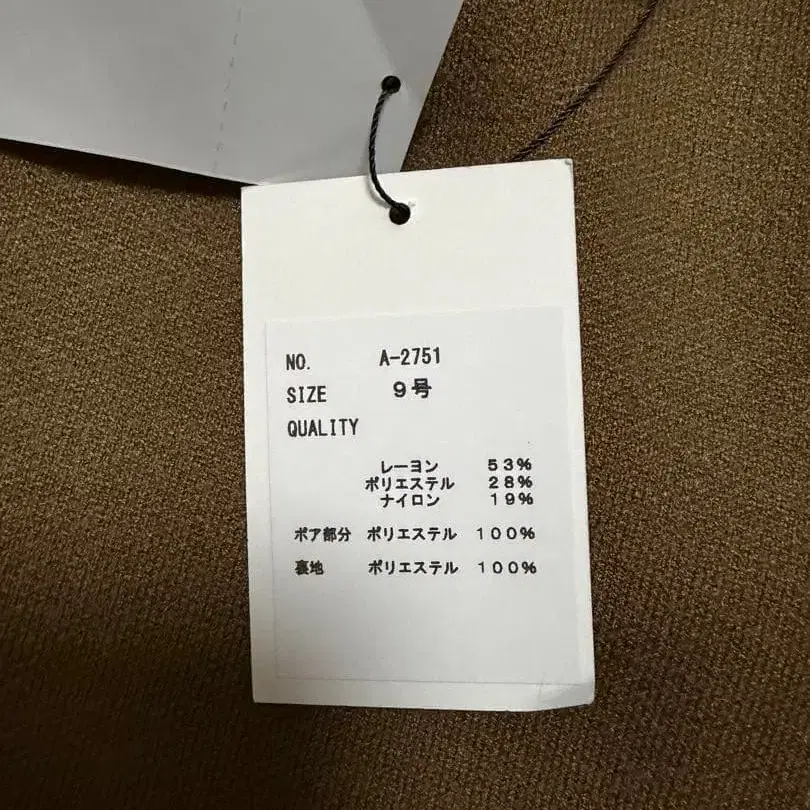 NO. A-2751
SIZE 9号
QUALITY
レーヨン 53%
ポリエステル 28%
ナイロン 19%
ボア部分 ポリエステル 100%
裏地 ポリエステル 100%